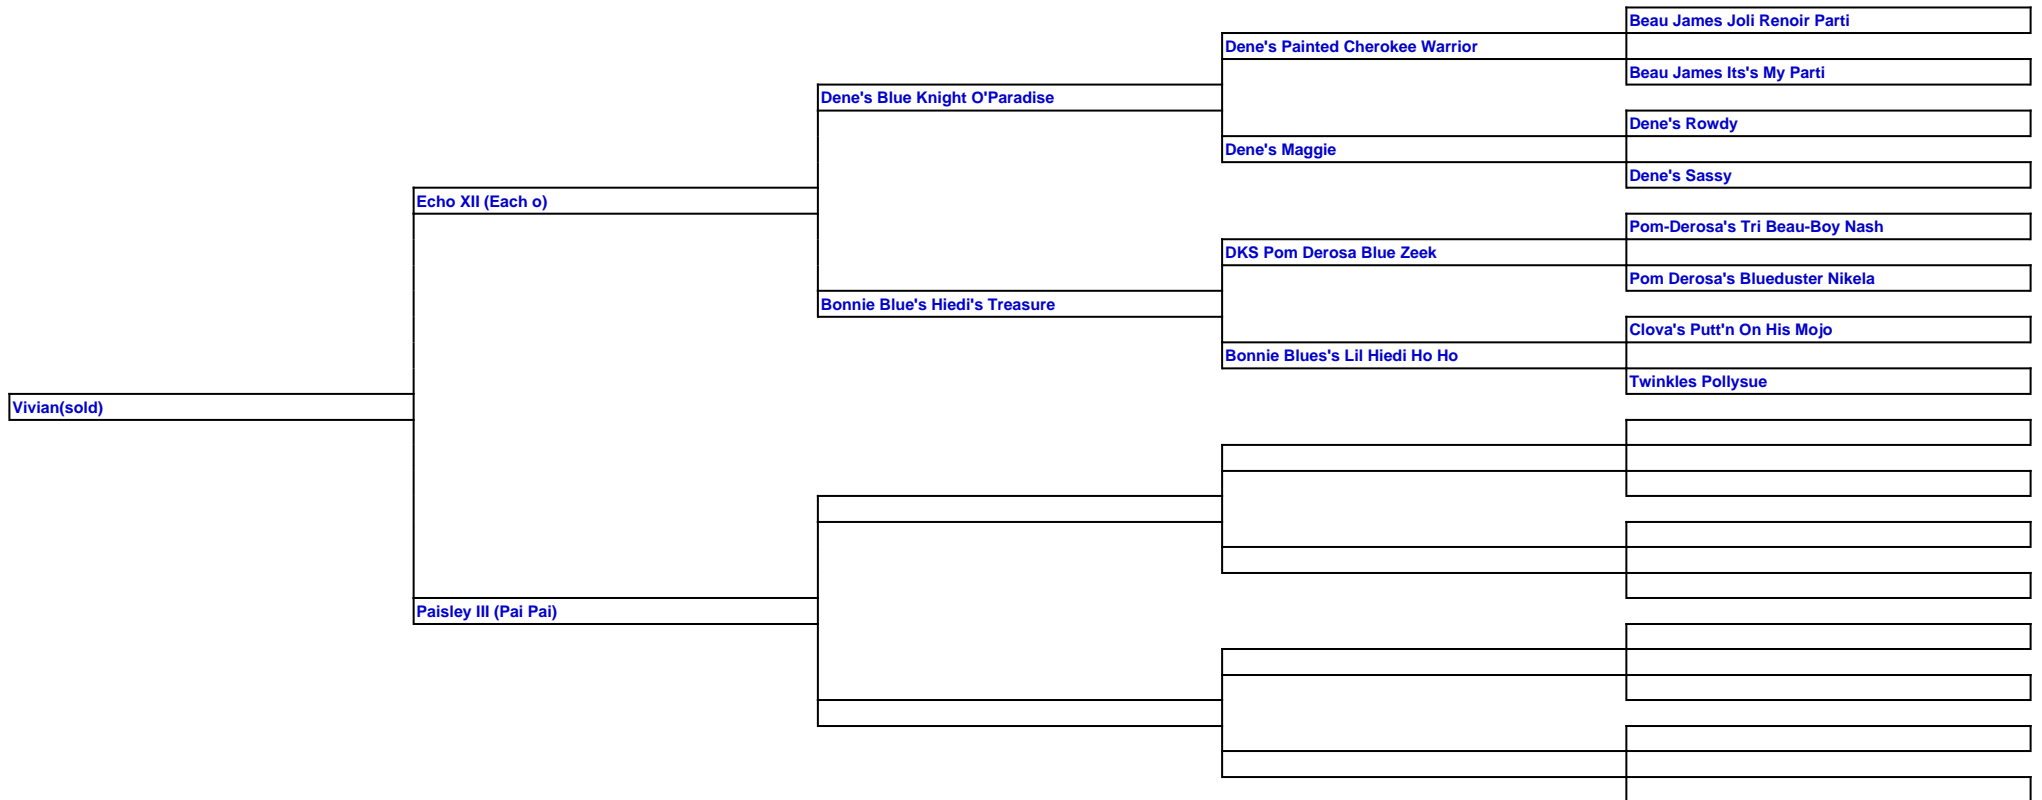 Beau James Joli Renoir Parti
Dene's Painted Cherokee Warrior
Beau James Its's My Parti
Dene's Blue Knight O'Paradise
Dene's Rowdy
Dene's Maggie
Dene's Sassy
Echo XII (Each o)
Pom-Derosa's Tri Beau-Boy Nash
DKS Pom Derosa Blue Zeek
Pom Derosa's Blueduster Nikela
Bonnie Blue's Hiedi's Treasure
Clova's Putt'n On His Mojo
Bonnie Blues's Lil Hiedi Ho Ho
Twinkles Pollysue
Vivian(sold)
Paisley III (Pai Pai)